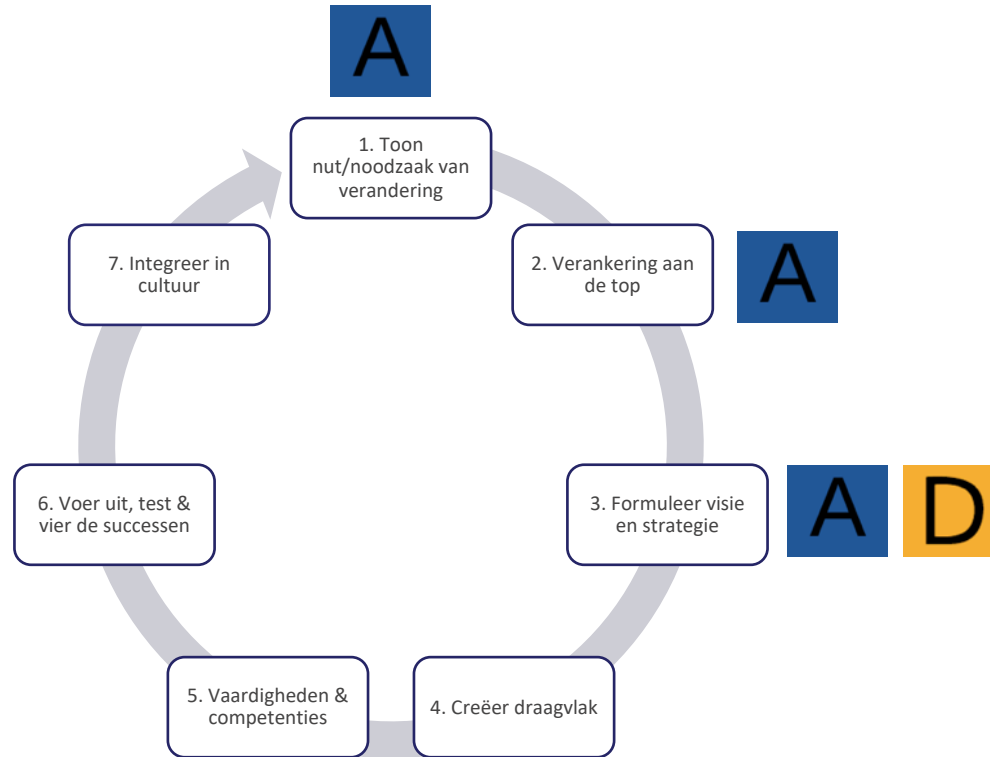 A
1. Toon
nut/noodzaak van
verandering
2. Verankering aan
de top
A
3. Formuleer visie
en strategie
A
D
4. Creëer draagvlak
5. Vaardigheden &
competenties
6. Voer uit, test &
vier de successen
7. Integreer in
cultuur